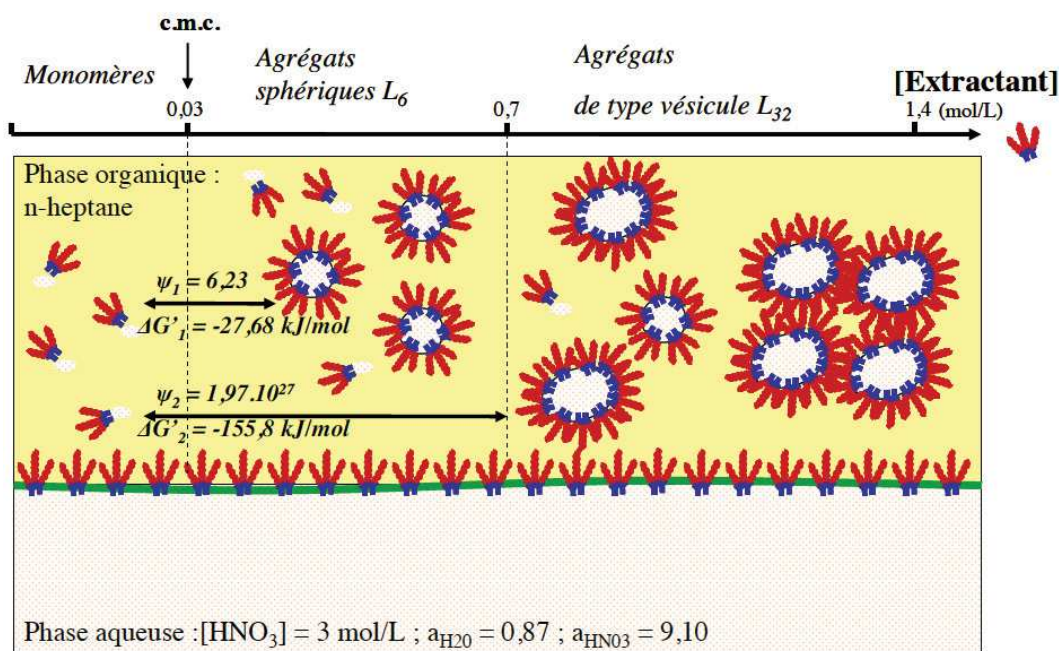 c.m.c.
Monomères
Agrégats
sphériques L6
Agrégats
de type vésicule L32
[Extractant]
0,03
0,7
1,4 (mol/L)
Phase organique :
n-heptane
ψ1 = 6,23
ΔG'1 = -27,68 kJ/mol
ψ2 = 1,97.10²⁷
ΔG'2 = -155,8 kJ/mol
Phase aqueuse :[HNO3] = 3 mol/L ; aH20 = 0,87 ; aHN03 = 9,10